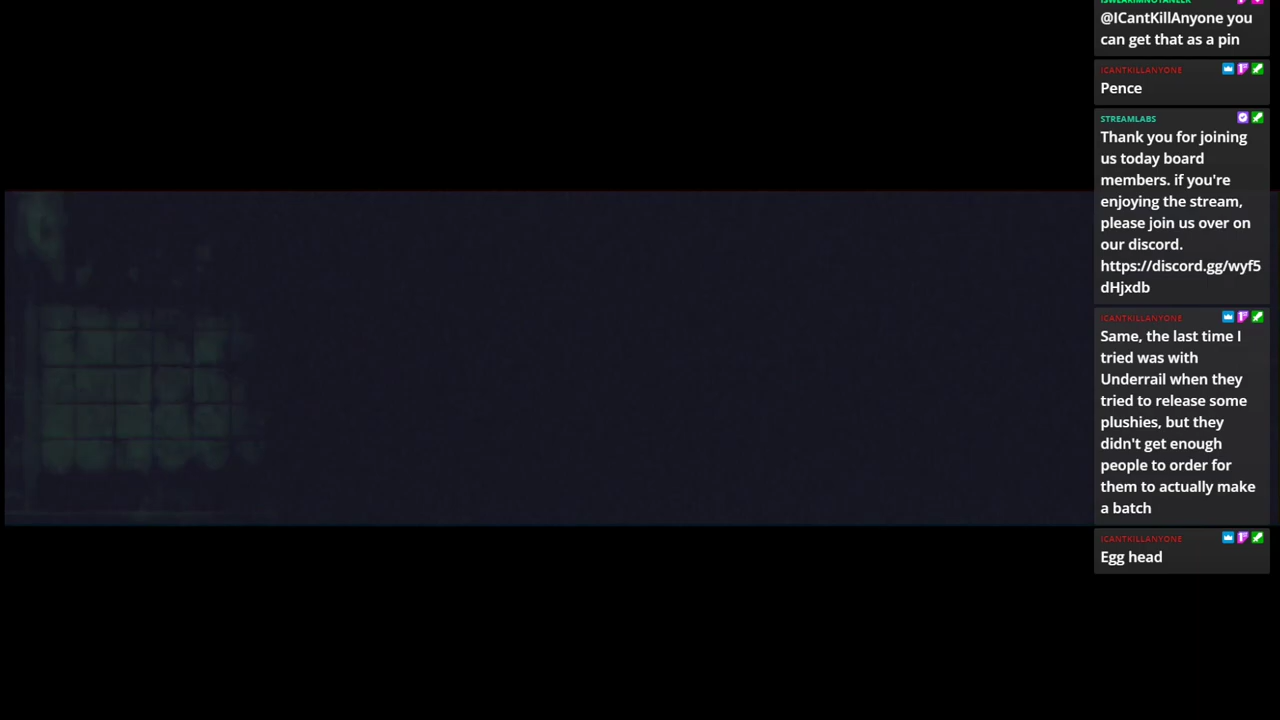 @ICantKillAnyone you
can get that as a pin
ICANTKILLANYONE
Pence
STREAMLABS
Thank you for joining
us today board
members. if you're
enjoying the stream,
please join us over on
our discord.
https://discord.gg/wyf5
dHjxdb
ICANTKILLANYONE
Same, the last time I
tried was with
Underrail when they
tried to release some
plushies, but they
didn't get enough
people to order for
them to actually make
a batch
ICANTKILLANYONE
Egg head